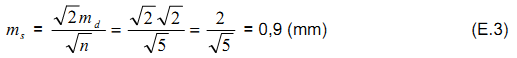 m_s = √2 m_d / √n = √2 √2 / √5 = 2 / √5 = 0,9 (mm) (E.3)